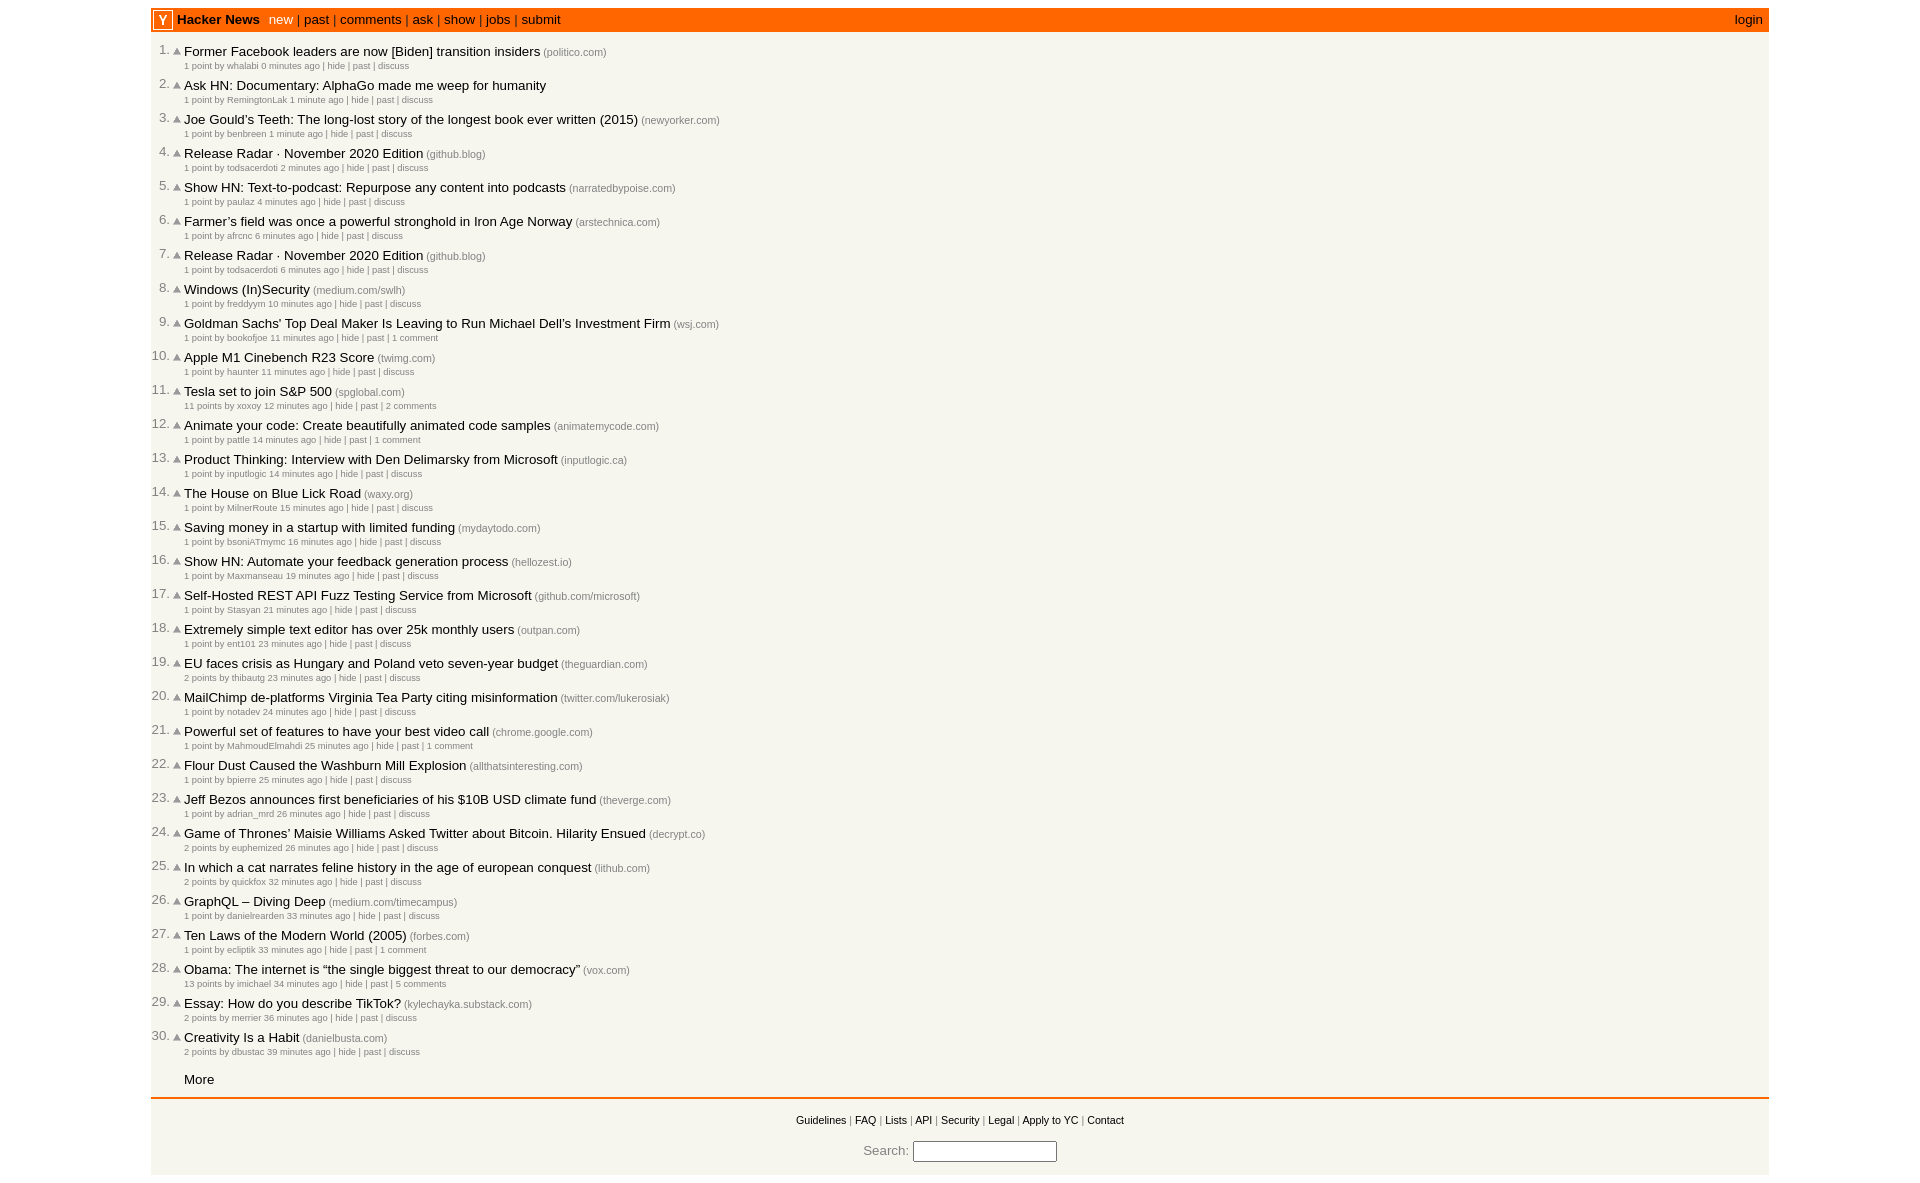 Y Hacker News new | past | comments | ask | show | jobs | submit login
1. Former Facebook leaders are now [Biden] transition insiders (politico.com)
1 point by whalabi 0 minutes ago | hide | past | discuss
2. Ask HN: Documentary: AlphaGo made me weep for humanity
1 point by RemingtonLak 1 minute ago | hide | past | discuss
3. Joe Gould’s Teeth: The long-lost story of the longest book ever written (2015) (newyorker.com)
1 point by benbreen 1 minute ago | hide | past | discuss
4. Release Radar · November 2020 Edition (github.blog)
1 point by todsacerdoti 2 minutes ago | hide | past | discuss
5. Show HN: Text-to-podcast: Repurpose any content into podcasts (narratedbypoise.com)
1 point by paulaz 4 minutes ago | hide | past | discuss
6. Farmer’s field was once a powerful stronghold in Iron Age Norway (arstechnica.com)
1 point by afrcnc 6 minutes ago | hide | past | discuss
7. Release Radar · November 2020 Edition (github.blog)
1 point by todsacerdoti 6 minutes ago | hide | past | discuss
8. Windows (In)Security (medium.com/swlh)
1 point by freddyym 10 minutes ago | hide | past | discuss
9. Goldman Sachs' Top Deal Maker Is Leaving to Run Michael Dell’s Investment Firm (wsj.com)
1 point by bookofjoe 11 minutes ago | hide | past | 1 comment
10. Apple M1 Cinebench R23 Score (twimg.com)
1 point by haunter 11 minutes ago | hide | past | discuss
11. Tesla set to join S&P 500 (spglobal.com)
11 points by xoxoy 12 minutes ago | hide | past | 2 comments
12. Animate your code: Create beautifully animated code samples (animatemycode.com)
1 point by pattle 14 minutes ago | hide | past | 1 comment
13. Product Thinking: Interview with Den Delimarsky from Microsoft (inputlogic.ca)
1 point by inputlogic 14 minutes ago | hide | past | discuss
14. The House on Blue Lick Road (waxy.org)
1 point by MilnerRoute 15 minutes ago | hide | past | discuss
15. Saving money in a startup with limited funding (mydaytodo.com)
1 point by bsoniATmymc 16 minutes ago | hide | past | discuss
16. Show HN: Automate your feedback generation process (hellozest.io)
1 point by Maxmanseau 19 minutes ago | hide | past | discuss
17. Self-Hosted REST API Fuzz Testing Service from Microsoft (github.com/microsoft)
1 point by Stasyan 21 minutes ago | hide | past | discuss
18. Extremely simple text editor has over 25k monthly users (outpan.com)
1 point by ent101 23 minutes ago | hide | past | discuss
19. EU faces crisis as Hungary and Poland veto seven-year budget (theguardian.com)
2 points by thibautg 23 minutes ago | hide | past | discuss
20. MailChimp de-platforms Virginia Tea Party citing misinformation (twitter.com/lukerosiak)
1 point by notadev 24 minutes ago | hide | past | discuss
21. Powerful set of features to have your best video call (chrome.google.com)
1 point by MahmoudElmahdi 25 minutes ago | hide | past | 1 comment
22. Flour Dust Caused the Washburn Mill Explosion (allthatsinteresting.com)
1 point by bpierre 25 minutes ago | hide | past | discuss
23. Jeff Bezos announces first beneficiaries of his $10B USD climate fund (theverge.com)
1 point by adrian_mrd 26 minutes ago | hide | past | discuss
24. Game of Thrones’ Maisie Williams Asked Twitter about Bitcoin. Hilarity Ensued (decrypt.co)
2 points by euphemized 26 minutes ago | hide | past | discuss
25. In which a cat narrates feline history in the age of european conquest (lithub.com)
2 points by quickfox 32 minutes ago | hide | past | discuss
26. GraphQL – Diving Deep (medium.com/timecampus)
1 point by danielrearden 33 minutes ago | hide | past | discuss
27. Ten Laws of the Modern World (2005) (forbes.com)
1 point by ecliptik 33 minutes ago | hide | past | 1 comment
28. Obama: The internet is “the single biggest threat to our democracy” (vox.com)
13 points by imichael 34 minutes ago | hide | past | 5 comments
29. Essay: How do you describe TikTok? (kylechayka.substack.com)
2 points by merrier 36 minutes ago | hide | past | discuss
30. Creativity Is a Habit (danielbusta.com)
2 points by dbustac 39 minutes ago | hide | past | discuss
More
Guidelines | FAQ | Lists | API | Security | Legal | Apply to YC | Contact
Search: